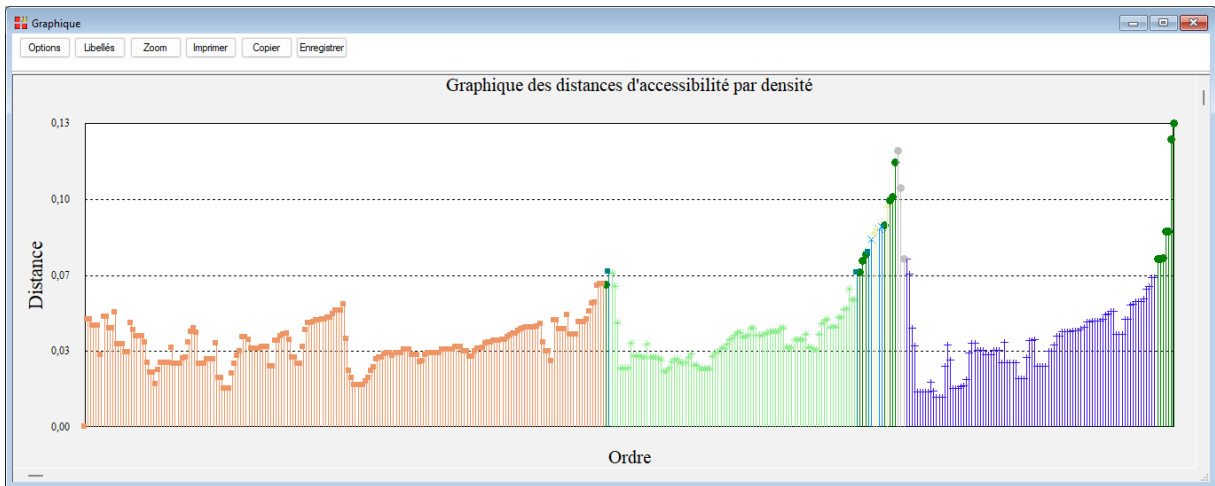 Graphique
Options Libellés Zoom Imprimer Copier Enregistrer
Graphique des distances d'accessibilité par densité
0,13
0,10
0,07
0,03
0,00
Distance
Ordre